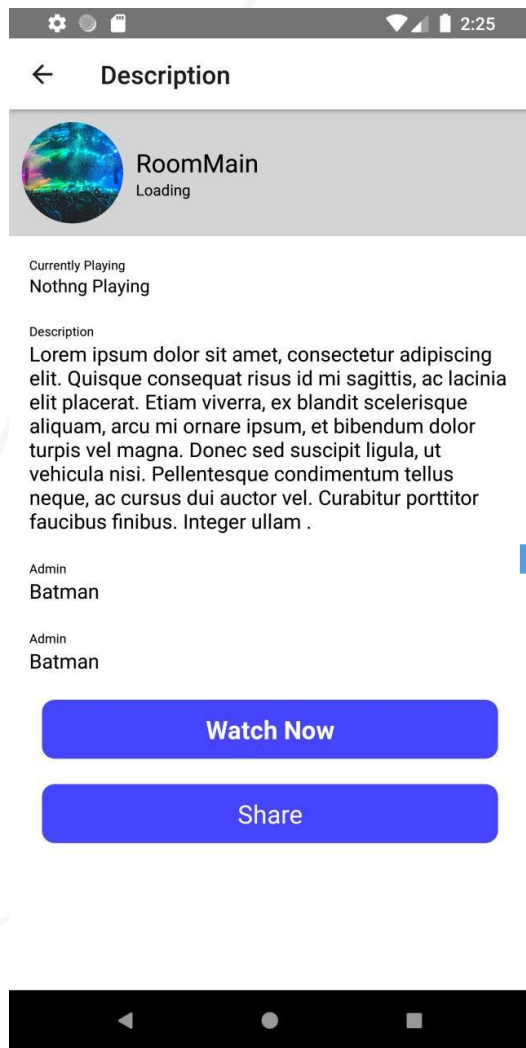 2:25
Description
RoomMain
Loading
Currently Playing
Nothng Playing
Description
Lorem ipsum dolor sit amet, consectetur adipiscing
elit. Quisque consequat risus id mi sagittis, ac lacinia
elit placerat. Etiam viverra, ex blandit scelerisque
aliquam, arcu mi ornare ipsum, et bibendum dolor
turpis vel magna. Donec sed suscipit ligula, ut
vehicula nisi. Pellentesque condimentum tellus
neque, ac cursus dui auctor vel. Curabitur porttitor
faucibus finibus. Integer ullam .
Admin
Batman
Admin
Batman
Watch Now
Share